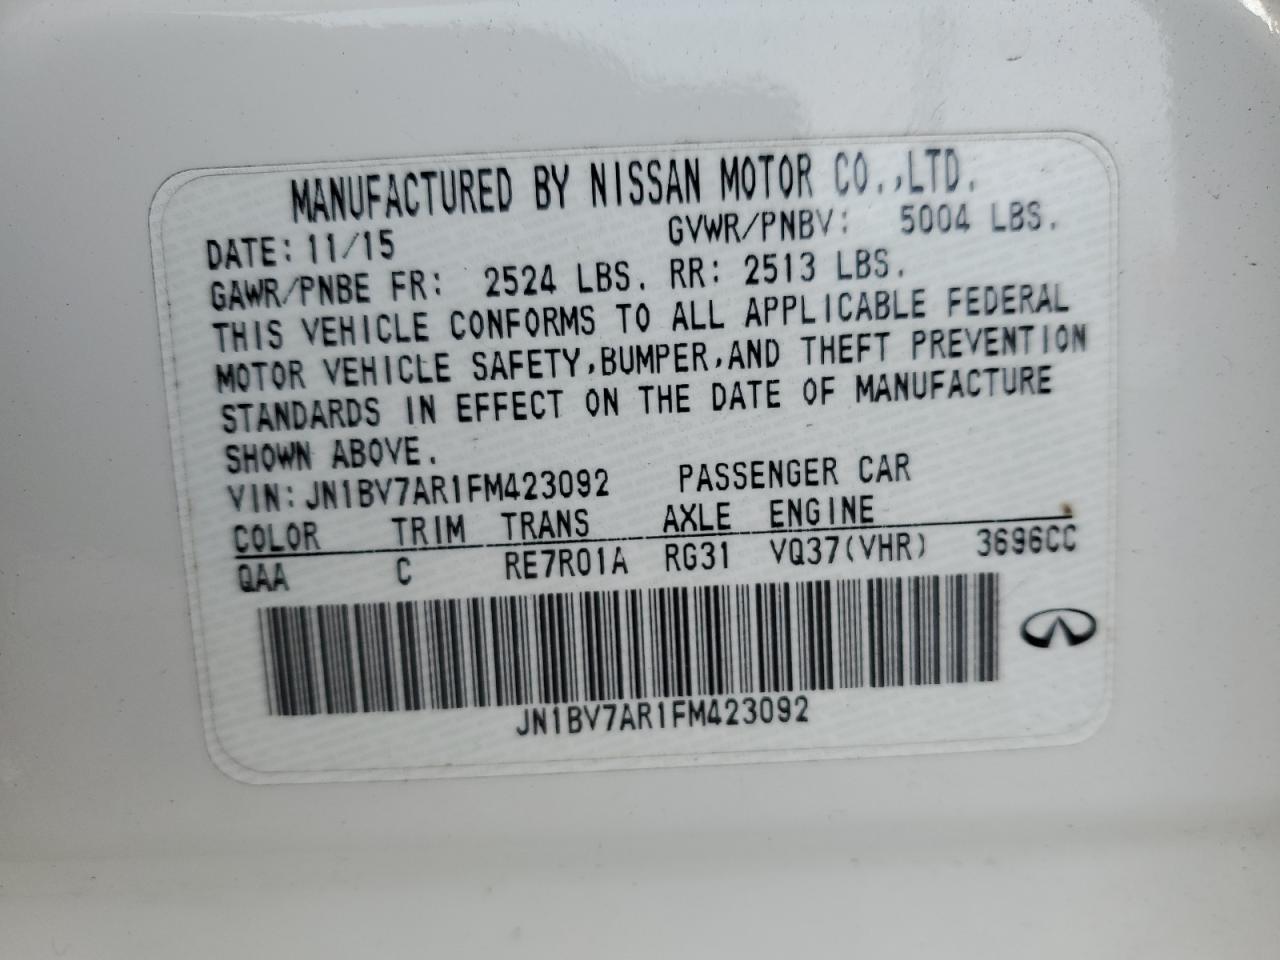 MANUFACTURED BY NISSAN MOTOR CO.,LTD.
DATE: 11/15 GVWR/PNBV: 5004 LBS.
GAWR/PNBE FR: 2524 LBS. RR: 2513 LBS.
THIS VEHICLE CONFORMS TO ALL APPLICABLE FEDERAL
MOTOR VEHICLE SAFETY,BUMPER,AND THEFT PREVENTION
STANDARDS IN EFFECT ON THE DATE OF MANUFACTURE
SHOWN ABOVE.
VIN: JN1BV7AR1FM423092 PASSENGER CAR
COLOR TRIM TRANS AXLE ENGINE
QAA C RE7R01A RG31 VQ37(VHR) 3696CC
JN1BV7AR1FM423092